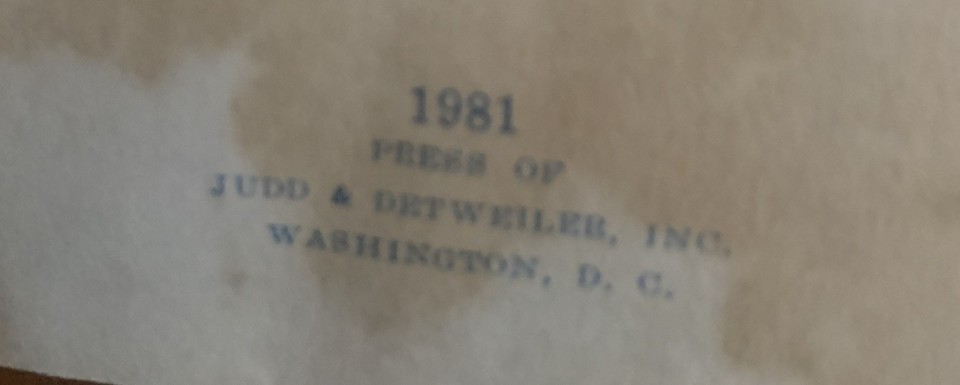 1981
PRESS OF
JUDD & DETWEILER, INC.
WASHINGTON, D. C.